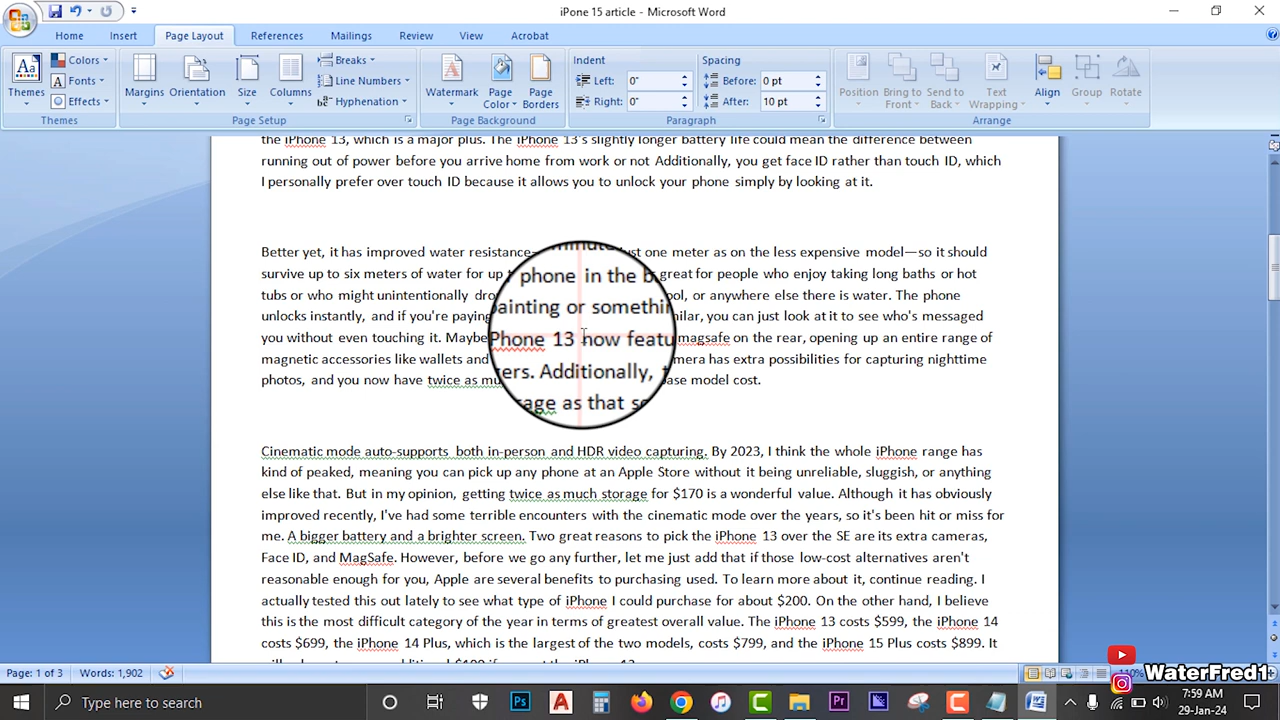 iPone 15 article - Microsoft Word
Home Insert Page Layout References Mailings Review View Acrobat
Themes Colors Fonts Effects
Margins Orientation Size Columns Breaks Line Numbers Hyphenation
Watermark Page Color Page Borders
Indent Left: 0" Right: 0"
Spacing Before: 0 pt After: 10 pt
Position Bring to Front Send to Back Text Wrapping Align Group Rotate
Themes Page Setup Page Background Paragraph Arrange
the iPhone 13, which is a major plus. The iPhone 13's slightly longer battery life could mean the difference between
running out of power before you arrive home from work or not Additionally, you get face ID rather than touch ID, which
I personally prefer over touch ID because it allows you to unlock your phone simply by looking at it.
Better yet, it has improved water resistance— minute ust one meter as on the less expensive model—so it should
survive up to six meters of water for up phone in the great for people who enjoy taking long baths or hot
tubs or who might unintentionally dro ool, or anywhere else there is water. The phone
unlocks instantly, and if you're paying painting or somethin milar, you can just look at it to see who's messaged
you without even touching it. Maybe Phone 13 now featu magsafe on the rear, opening up an entire range of
magnetic accessories like wallets and ers. Additionally, mera has extra possibilities for capturing nighttime
photos, and you now have twice as mu age as that ase model cost.
Cinematic mode auto-supports both in-person and HDR video capturing. By 2023, I think the whole iPhone range has
kind of peaked, meaning you can pick up any phone at an Apple Store without it being unreliable, sluggish, or anything
else like that. But in my opinion, getting twice as much storage for $170 is a wonderful value. Although it has obviously
improved recently, I've had some terrible encounters with the cinematic mode over the years, so it's been hit or miss for
me. A bigger battery and a brighter screen. Two great reasons to pick the iPhone 13 over the SE are its extra cameras,
Face ID, and MagSafe. However, before we go any further, let me just add that if those low-cost alternatives aren't
reasonable enough for you, Apple are several benefits to purchasing used. To learn more about it, continue reading. I
actually tested this out lately to see what type of iPhone I could purchase for about $200. On the other hand, I believe
this is the most difficult category of the year in terms of greatest overall value. The iPhone 13 costs $599, the iPhone 14
costs $699, the iPhone 14 Plus, which is the largest of the two models, costs $799, and the iPhone 15 Plus costs $899. It
Page: 1 of 3 Words: 1,902 110%
WaterFred1
Type here to search
7:59 AM
29-Jan-24